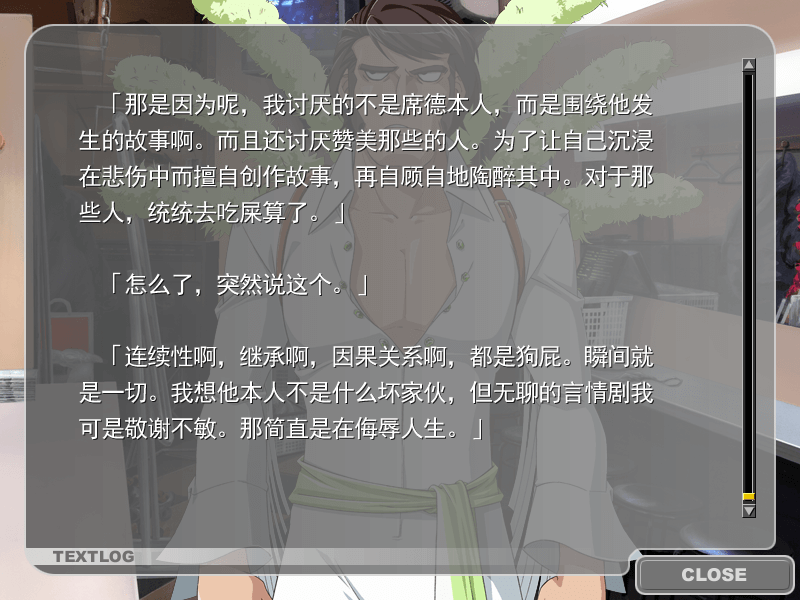 「那是因为呢，我讨厌的不是席德本人，而是围绕他发
生的故事啊。而且还讨厌赞美那些的人。为了让自己沉浸
在悲伤中而擅自创作故事，再自顾自地陶醉其中。对于那
些人，统统去吃屎算了。」
「怎么了，突然说这个。」
「连续性啊，继承啊，因果关系啊，都是狗屁。瞬间就
是一切。我想他本人不是什么坏家伙，但无聊的言情剧我
可是敬谢不敏。那简直是在侮辱人生。」
TEXTLOG
CLOSE